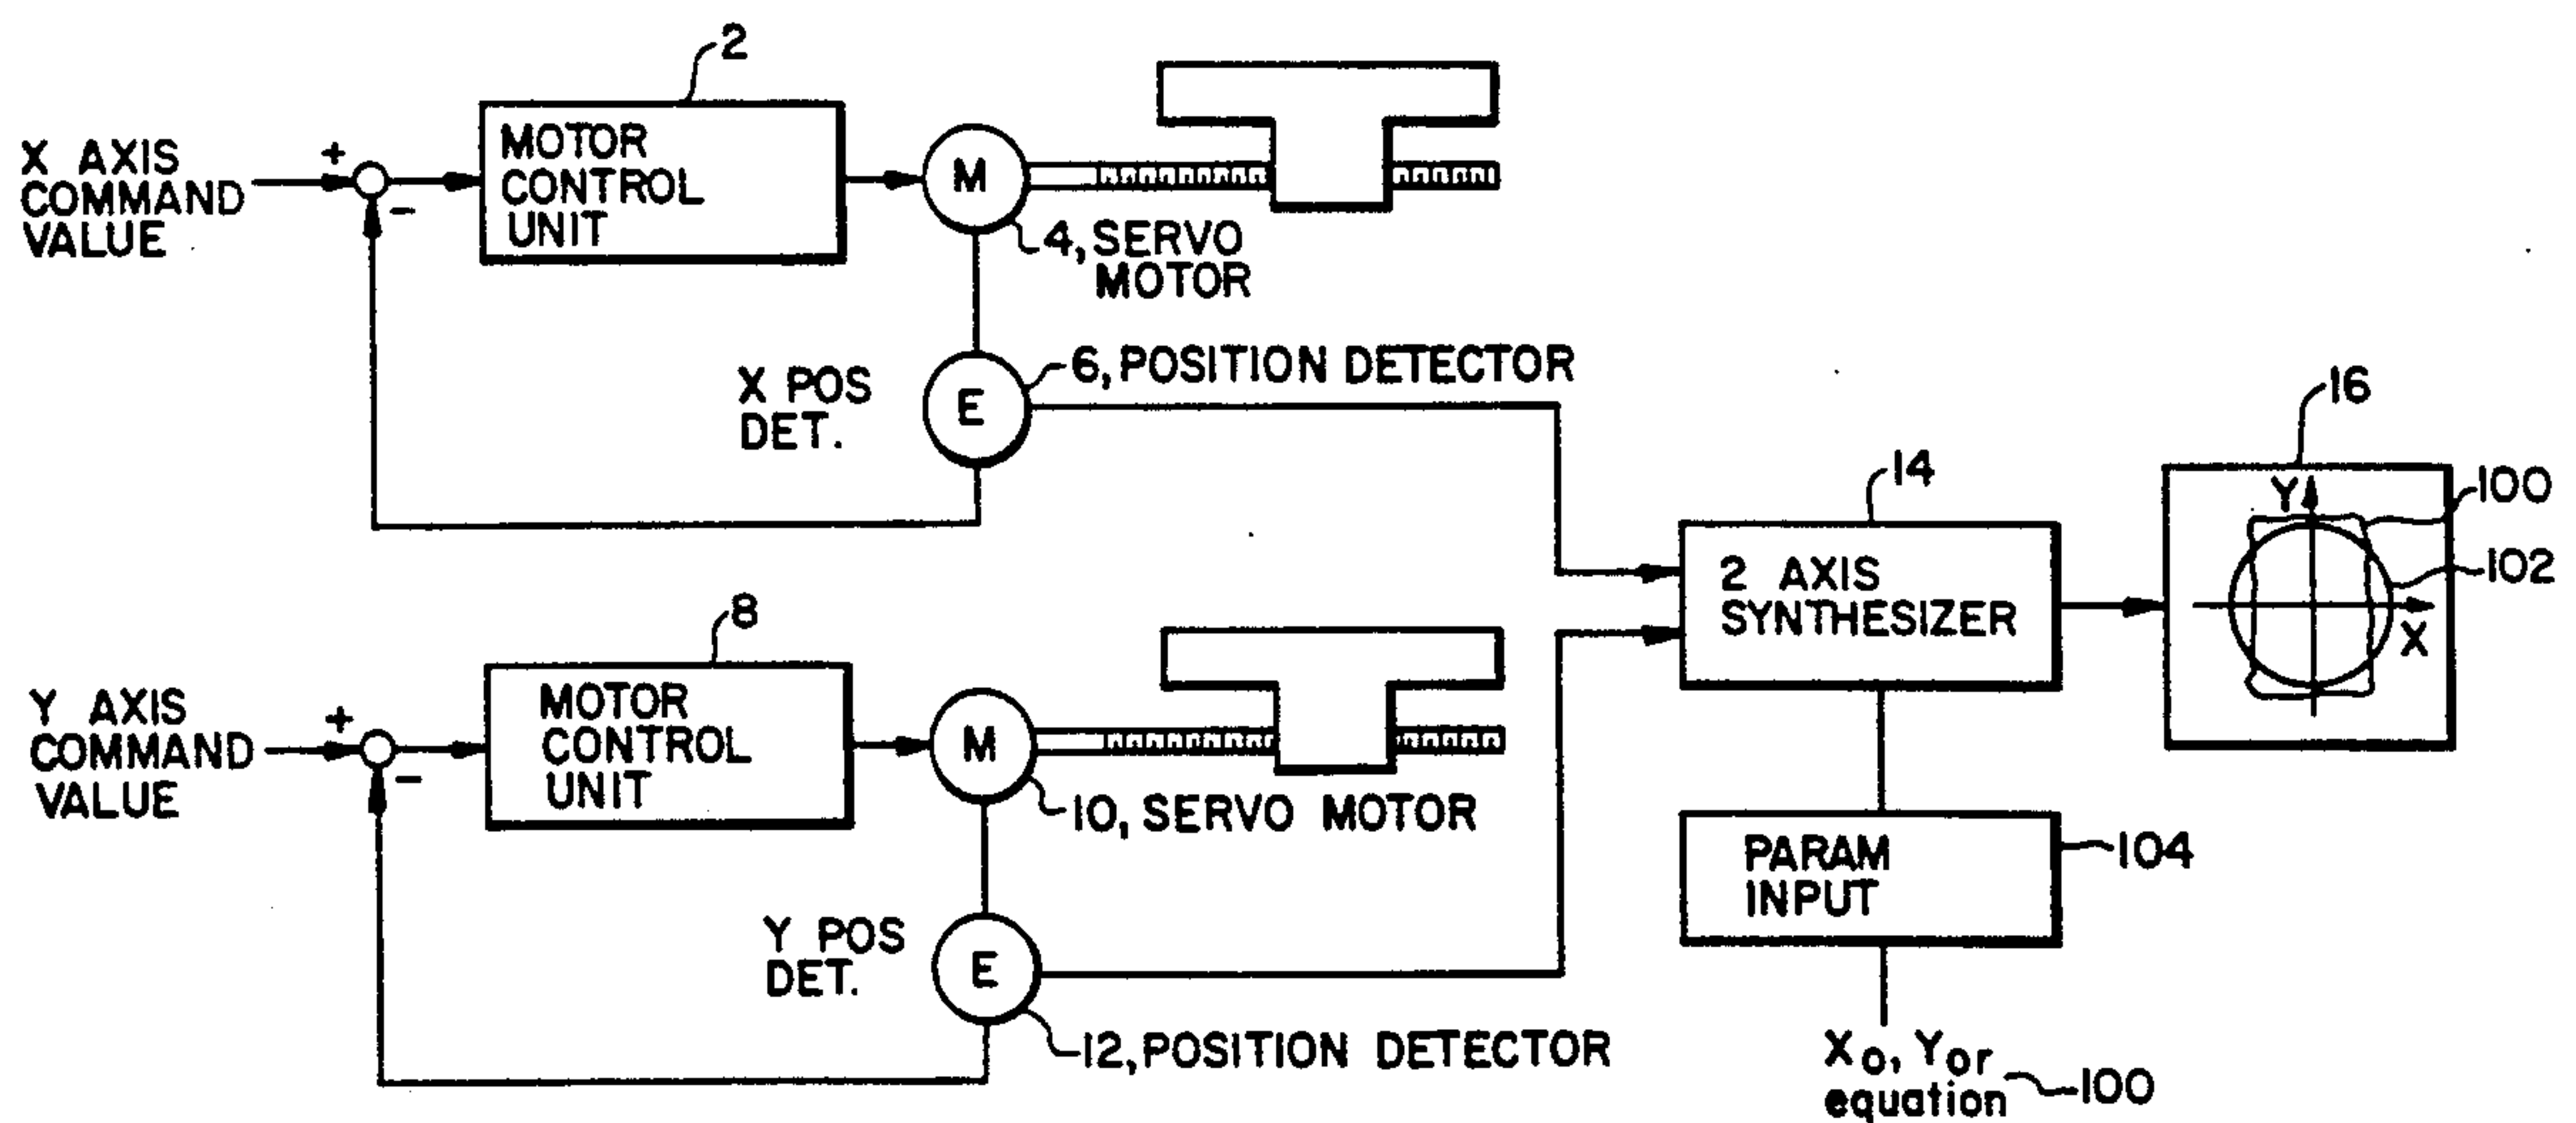 2
X AXIS
COMMAND
VALUE
+
-
MOTOR
CONTROL
UNIT
M
4, SERVO
MOTOR
X POS
DET.
E
6, POSITION DETECTOR
16
14
2 AXIS
SYNTHESIZER
Y
X
100
102
8
Y AXIS
COMMAND
VALUE
+
-
MOTOR
CONTROL
UNIT
M
10, SERVO MOTOR
Y POS
DET.
E
12, POSITION DETECTOR
PARAM
INPUT
104
Xo, Yor
equation
100